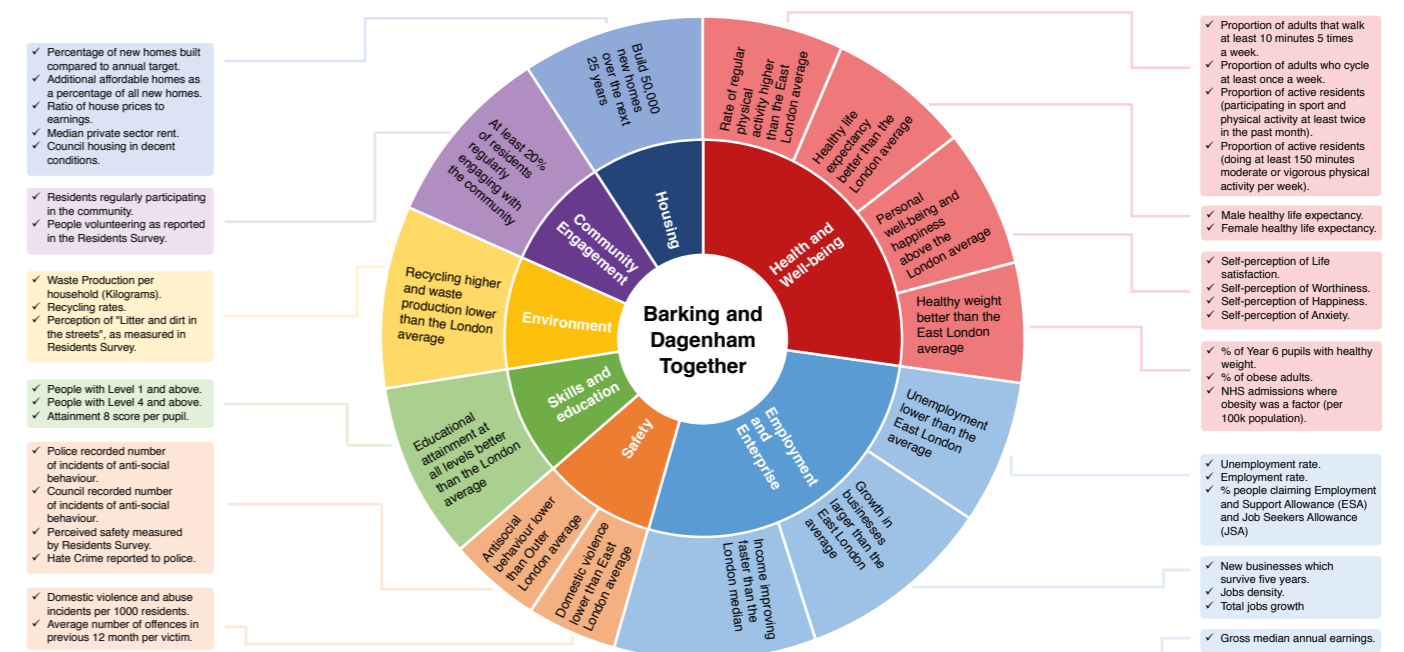 ✓ Percentage of new homes built
compared to annual target.
✓ Additional affordable homes as
a percentage of all new homes.
✓ Ratio of house prices to
earnings.
✓ Median private sector rent.
✓ Council housing in decent
conditions.
✓ Residents regularly participating
in the community.
✓ People volunteering as reported
in the Residents Survey.
✓ Waste Production per
household (Kilograms).
✓ Recycling rates.
✓ Perception of "Litter and dirt in
the streets", as measured in
Residents Survey.
✓ People with Level 1 and above.
✓ People with Level 4 and above.
✓ Attainment 8 score per pupil.
✓ Police recorded number
of incidents of anti-social
behaviour.
✓ Council recorded number
of incidents of anti-social
behaviour.
✓ Perceived safety measured
by Residents Survey.
✓ Hate Crime reported to police.
✓ Domestic violence and abuse
incidents per 1000 residents.
✓ Average number of offences in
previous 12 month per victim.
Build 50,000
new homes
over the next
25 years
At least 20%
of residents
regularly
engaging with
the community
Recycling higher
and waste
production lower
than the London
average
Educational
attainment at
all levels better
than the London
average
Antisocial
behaviour lower
than Outer
London average
Domestic violence
lower than East
London average
Housing
Community
Engagement
Environment
Skills and
education
Safety
Barking and
Dagenham
Together
Health and
Well-being
Employment
and
Enterprise
Rate of regular
physical
activity higher
than the East
London average
Healthy life
expectancy
better than the
London average
Personal
well-being and
happiness
above the
London average
Healthy weight
better than the
East London
average
Unemployment
lower than the
East London
average
Growth in
businesses
larger than the
East London
average
Income improving
faster than the
London median
✓ Proportion of adults that walk
at least 10 minutes 5 times
a week.
✓ Proportion of adults who cycle
at least once a week.
✓ Proportion of active residents
(participating in sport and
physical activity at least twice
in the past month).
✓ Proportion of active residents
(doing at least 150 minutes
moderate or vigorous physical
activity per week).
✓ Male healthy life expectancy.
✓ Female healthy life expectancy.
✓ Self-perception of Life
satisfaction.
✓ Self-perception of Worthiness.
✓ Self-perception of Happiness.
✓ Self-perception of Anxiety.
✓ % of Year 6 pupils with healthy
weight.
✓ % of obese adults.
✓ NHS admissions where
obesity was a factor (per
100k population).
✓ Unemployment rate.
✓ Employment rate.
✓ % people claiming Employment
and Support Allowance (ESA)
and Job Seekers Allowance
(JSA)
✓ New businesses which
survive five years.
✓ Jobs density.
✓ Total jobs growth
✓ Gross median annual earnings.